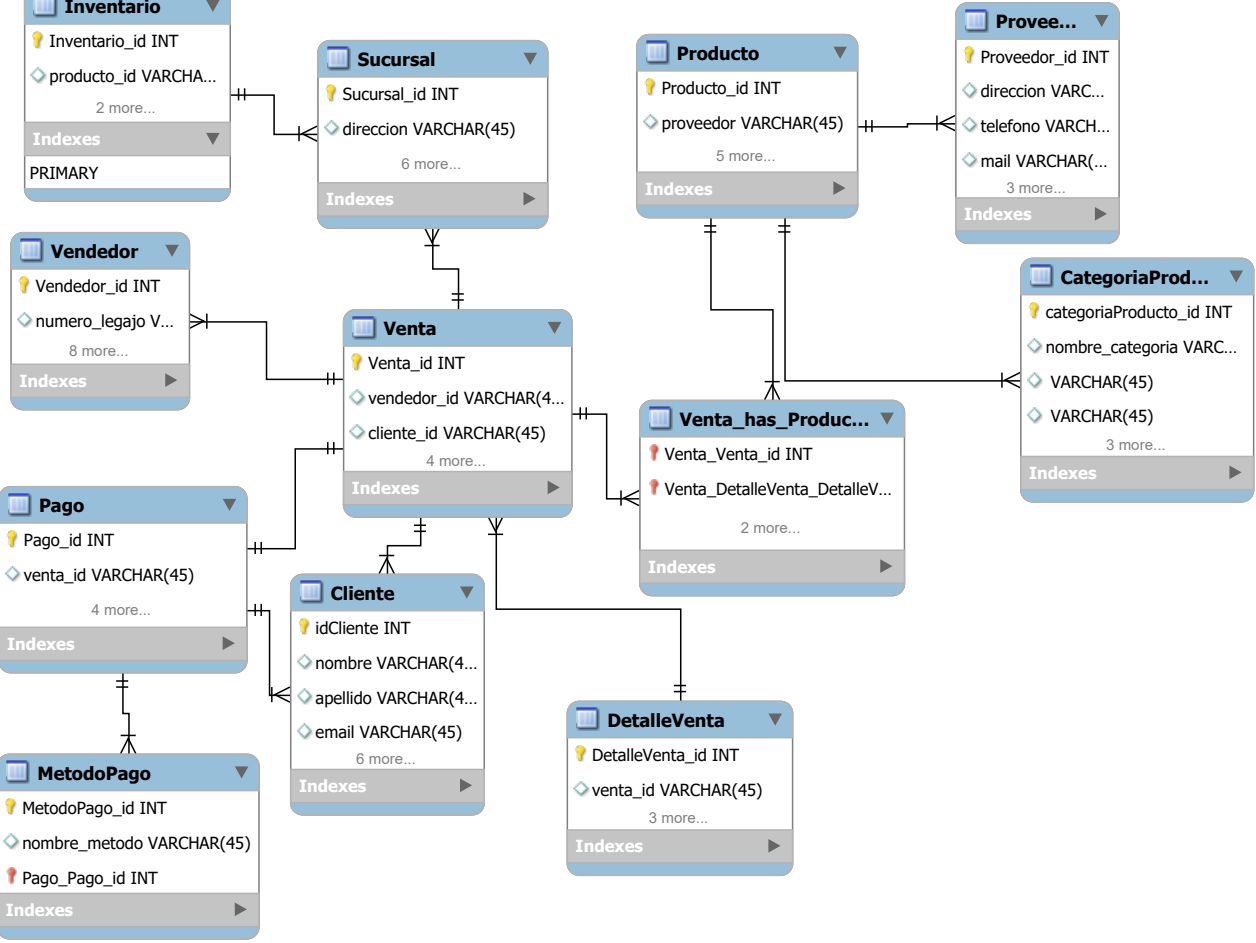 Inventario
Inventario_id INT
producto_id VARCHA...
2 more...
Indexes
PRIMARY
Sucursal
Sucursal_id INT
direccion VARCHAR(45)
6 more...
Indexes
Producto
Producto_id INT
proveedor VARCHAR(45)
5 more...
Indexes
Provee...
Proveedor_id INT
direccion VARC...
telefono VARCH...
mail VARCHAR(...
3 more...
Indexes
Vendedor
Vendedor_id INT
numero_legajo V...
8 more...
Indexes
Venta
Venta_id INT
vendedor_id VARCHAR(4...
cliente_id VARCHAR(45)
4 more...
Indexes
CategoriaProd...
categoriaProducto_id INT
nombre_categoria VARC...
VARCHAR(45)
VARCHAR(45)
3 more...
Indexes
Venta_has_Produc...
Venta_Venta_id INT
Venta_DetalleVenta_DetalleV...
2 more...
Indexes
Pago
Pago_id INT
venta_id VARCHAR(45)
4 more...
Indexes
Cliente
idCliente INT
nombre VARCHAR(4...
apellido VARCHAR(4...
email VARCHAR(45)
6 more...
Indexes
DetalleVenta
DetalleVenta_id INT
venta_id VARCHAR(45)
3 more...
Indexes
MetodoPago
MetodoPago_id INT
nombre_metodo VARCHAR(45)
Pago_Pago_id INT
Indexes